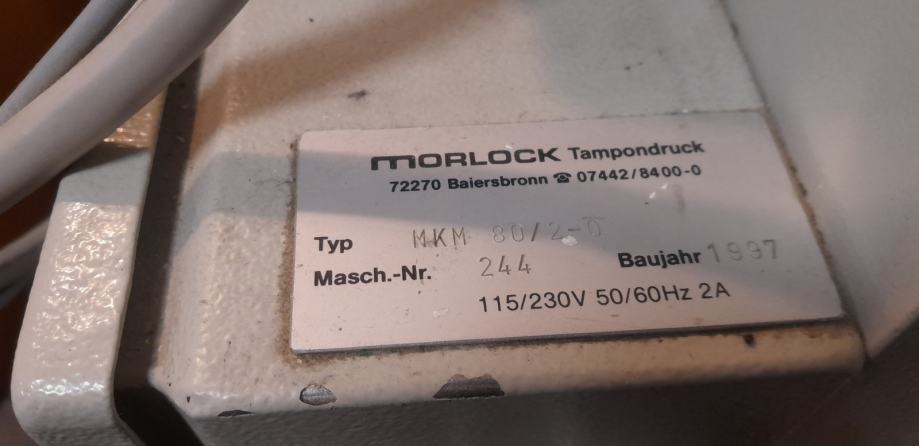 MORLOCK Tampondruck
72270 Baiersbronn ☎ 07442/8400-0
Typ MKM 80/2-0
Masch.-Nr. 244 Baujahr 1997
115/230V 50/60Hz 2A